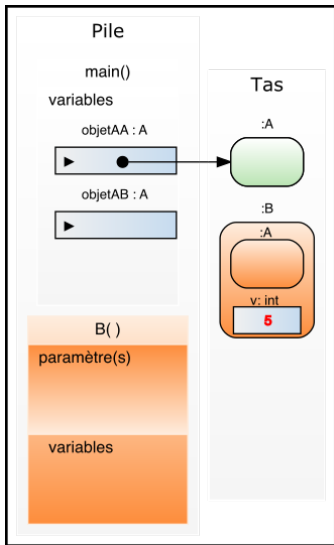 Pile
main()
variables
objetAA : A
objetAB : A
B( )
paramètre(s)
variables
Tas
:A
:B
:A
v: int
5